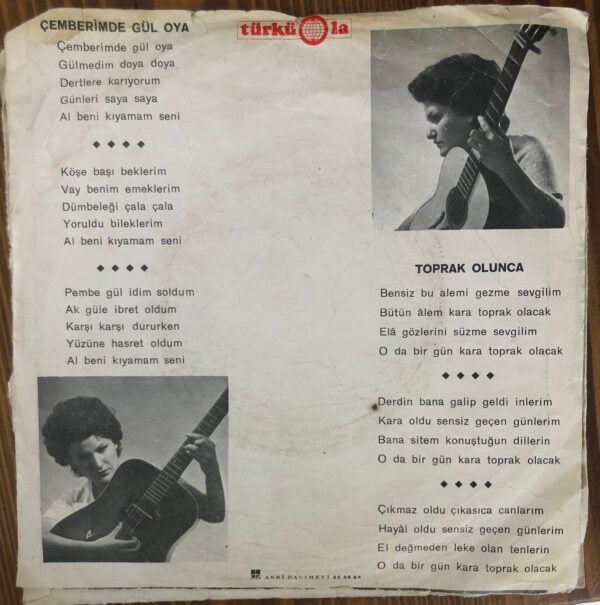 ÇEMBERİMDE GÜL OYA
Çemberimde gül oya
Gülmedim doya doya
Dertlere karıyorum
Günleri saya saya
Al beni kıyamam seni
Köşe başı beklerim
Vay benim emeklerim
Dümbeleği çala çala
Yoruldu bileklerim
Al beni kıyamam seni
Pembe gül idim soldum
Ak güle ibret oldum
Karşı karşı dururken
Yüzüne hasret oldum
Al beni kıyamam seni
türküola
TOPRAK OLUNCA
Bensiz bu alemi gezme sevgilim
Bütün âlem kara toprak olacak
Elâ gözlerini süzme sevgilim
O da bir gün kara toprak olacak
Derdin bana galip geldi inlerim
Kara oldu sensiz geçen günlerim
Bana sitem konuştuğun dillerin
O da bir gün kara toprak olacak
Çıkmaz oldu çıkasıca canlarım
Hayâl oldu sensiz geçen günlerim
El değmeden leke olan tenlerin
O da bir gün kara toprak olacak
ASRİ BASIMEVİ